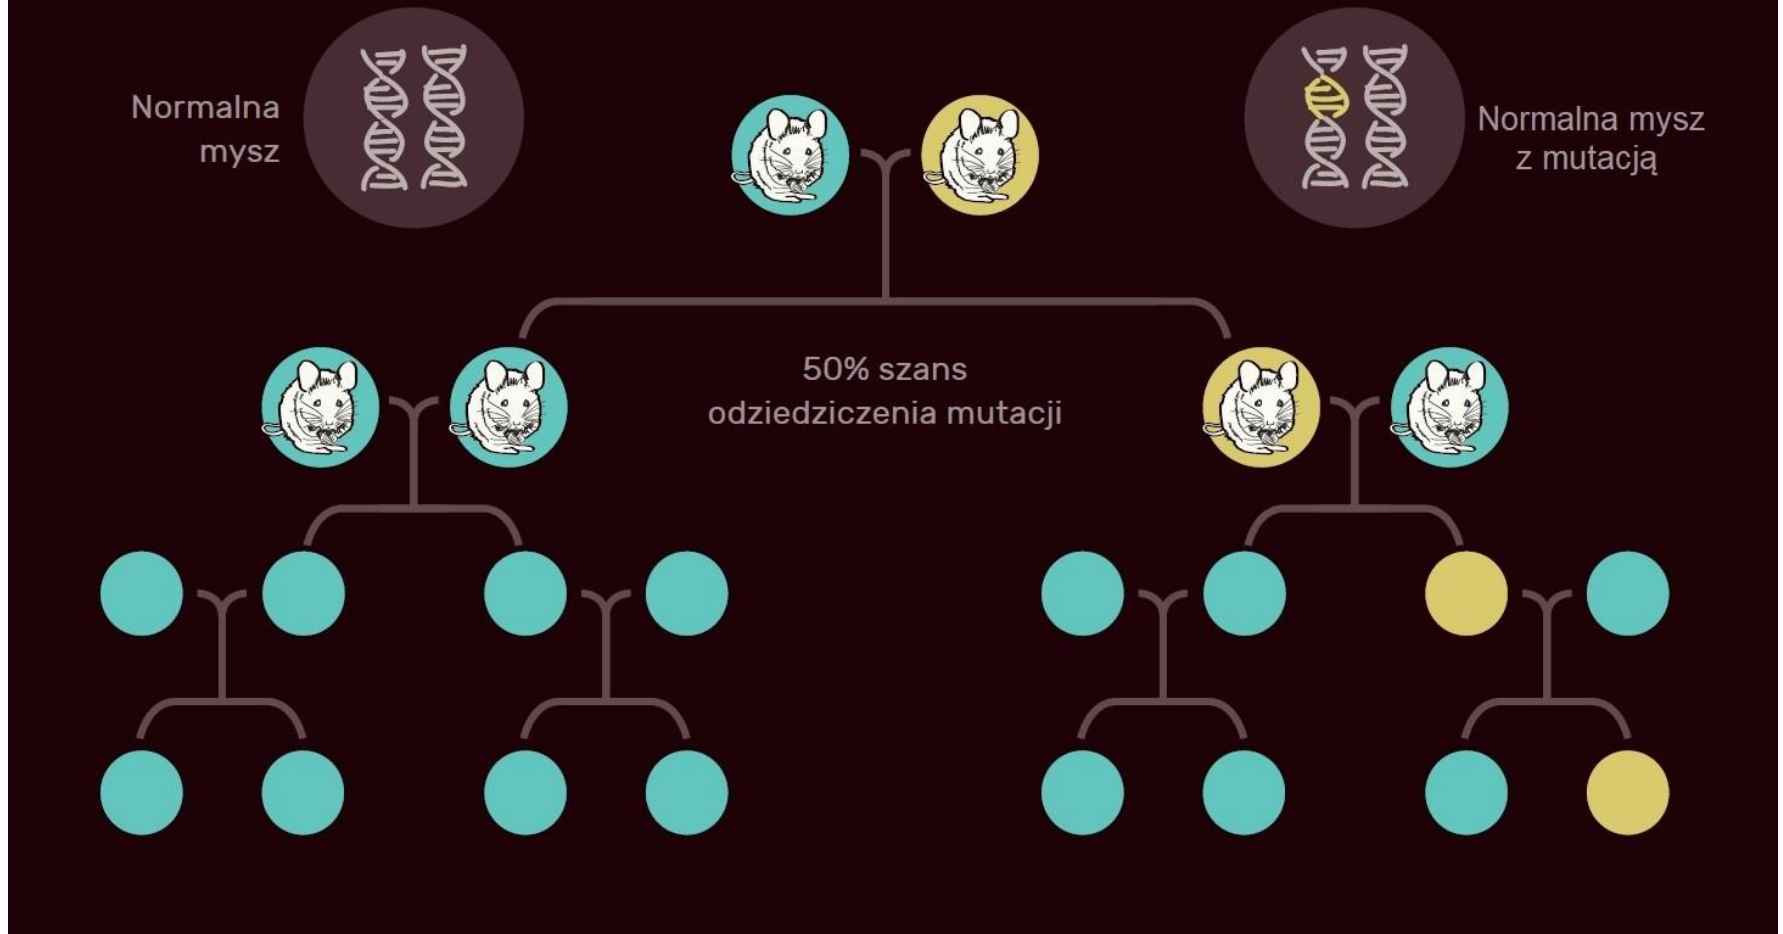 Normalna
mysz
Normalna mysz
z mutacją
50% szans
odziedziczenia mutacji